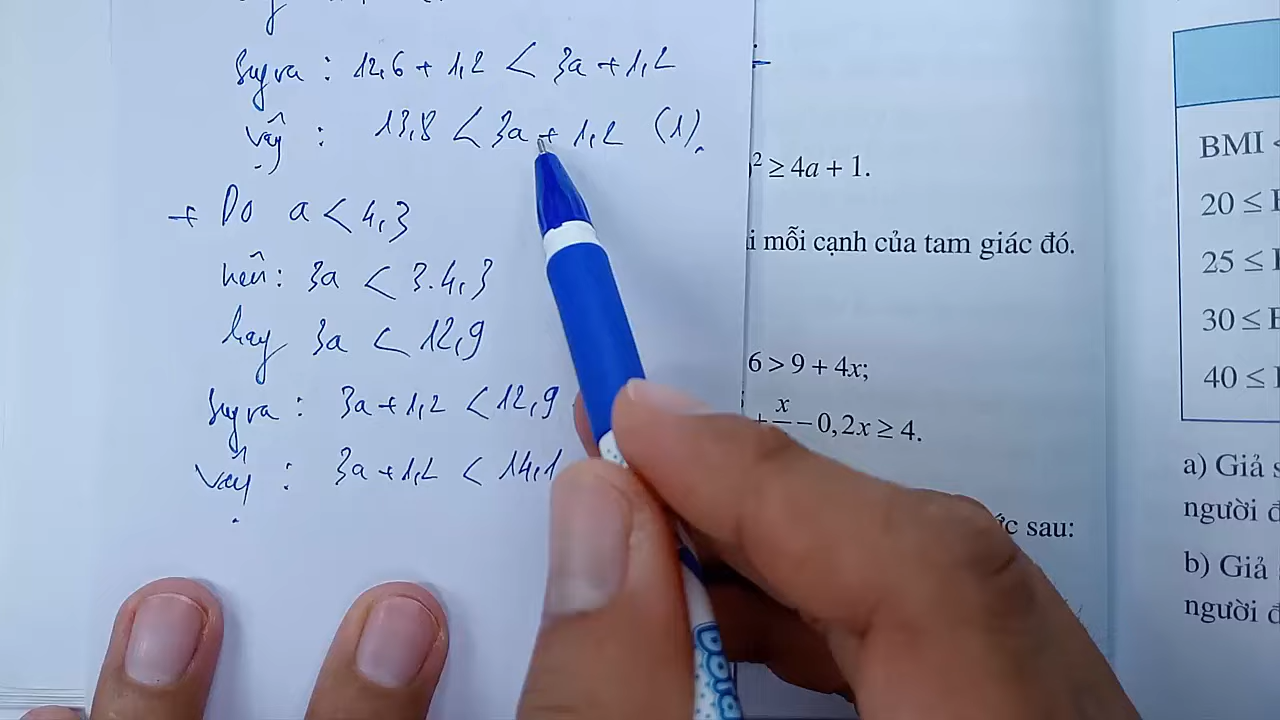 Suy ra : 12,6 + 1,2 < 3a + 1,2
Vậy : 13,8 < 3a + 1,2 (1).
+ Do a < 4,3
nên: 3a < 3.4,3
hay 3a < 12,9
Suy ra : 3a + 1,2 < 12,9
Vậy : 3a + 1,2 < 14,1
)² ≥ 4a + 1.
i mỗi cạnh của tam giác đó.
6 > 9 + 4x;
+ x/ – 0,2x ≥ 4.
ức sau:
BMI <
20 ≤
25 ≤
30 ≤
40 ≤
a) Giả s
người đ
b) Giả
người đ
DOra